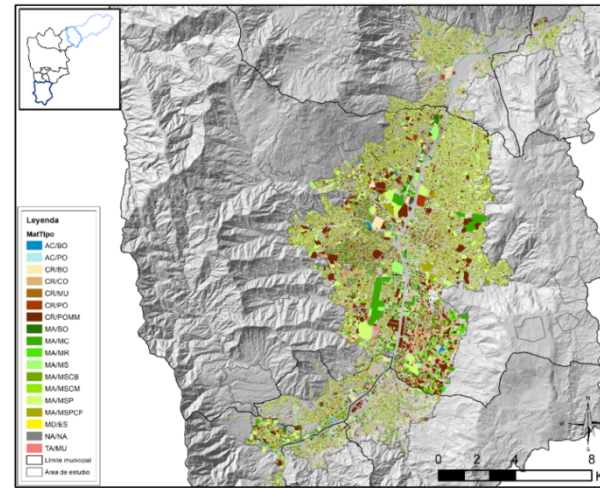 Leyenda
MatTipo
AC/BO
AC/PO
CR/BO
CR/CO
CR/MU
CR/PO
CR/POMM
MA/BO
MA/MC
MA/MR
MA/MS
MA/MSCB
MA/MSCM
MA/MSP
MA/MSPCF
MD/ES
NA/NA
TA/MU
Límite municipal
Area de estudio
N
0 2 4 8
K